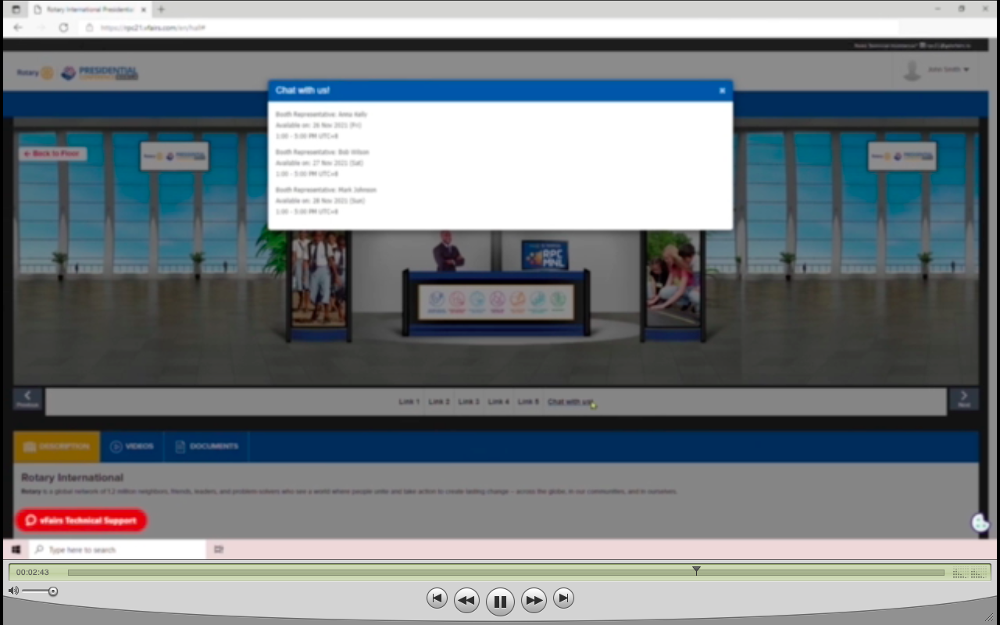 Rotary International Presidential
https://rpc21.vfairs.com/en/hall#
Rotary
PRESIDENTIAL
CONFERENCE
John Smith
Chat with us!
Booth Representative: Anna Kelly
Available on: 26 Nov 2021 (Fri)
1:00 - 5:00 PM UTC+8
Booth Representative: Bob Wilson
Available on: 27 Nov 2021 (Sat)
1:00 - 5:00 PM UTC+8
Booth Representative: Mark Johnson
Available on: 28 Nov 2021 (Sun)
1:00 - 5:00 PM UTC+8
← Back to Floor
RPC
MNL
Previous
Link 1 Link 2 Link 3 Link 4 Link 5 Chat with us!
Next
DESCRIPTION VIDEOS DOCUMENTS
Rotary International
Rotary is a global network of 1.2 million neighbors, friends, leaders, and problem-solvers who see a world where people unite and take action to create lasting change – across the globe, in our communities, and in ourselves.
vFairs Technical Support
Type here to search
00:02:43